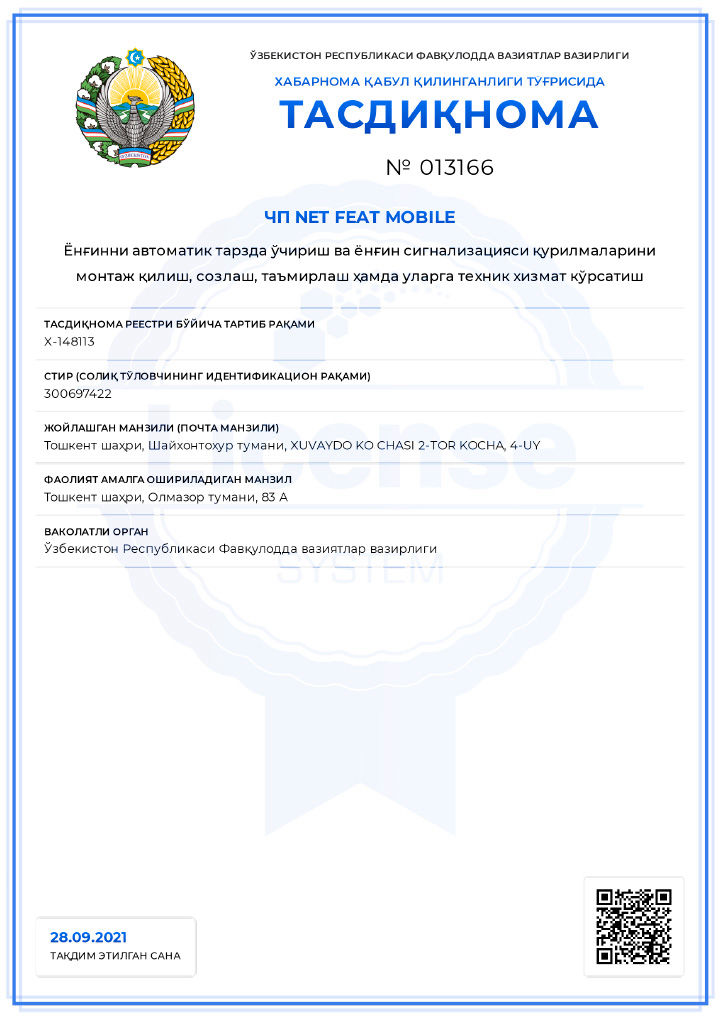 ЎЗБЕКИСТОН РЕСПУБЛИКАСИ ФАВҚУЛОДДА ВАЗИЯТЛАР ВАЗИРЛИГИ
ХАБАРНОМА ҚАБУЛ ҚИЛИНГАНЛИГИ ТУҒРИСИДА
ТАСДИҚНОМА
№ 013166
ЧП NET FEAT MOBILE
Ёнғинни автоматик тарзда ўчириш ва ёнғин сигнализацияси қурилмаларини
монтаж қилиш, созлаш, таъмирлаш ҳамда уларга техник хизмат кўрсатиш
ТАСДИҚНОМА РЕЕСТРИ БЎЙИЧА ТАРТИБ РАҚАМИ
X-148113
СТИР (СОЛИҚ ТЎЛОВЧИНИНГ ИДЕНТИФИКАЦИОН РАҚАМИ)
300697422
ЖОЙЛАШГАН МАНЗИЛИ (ПОЧТА МАНЗИЛИ)
Тошкент шаҳри, Шайхонтохур тумани, XUVAYDO KO CHASI 2-TOR KOCHA, 4-UY
License
ФАОЛИЯТ АМАЛГА ОШИРИЛАДИГАН МАНЗИЛ
Тошкент шаҳри, Олмазор тумани, 83 А
ВАКОЛАТЛИ ОРГАН
Ўзбекистон Республикаси Фавқулодда вазиятлар вазирлиги
SYSTEM
28.09.2021
ТАҚДИМ ЭТИЛГАН САНА